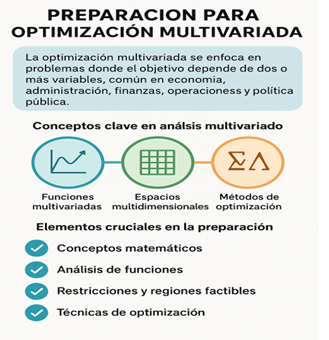 PREPARACION PARA
OPTIMIZACIÓN MULTIVARIADA
La optimización multivariada se enfoca en
problemas donde el objetivo depende de dos o
más variables, común en economia,
administración, finanzas, operacioness y política
pública.
Conceptos clave en análsis multivariado
ΣΛ
Funciones
multivariadas
Espacios
multidimensionales
Métodos de
optimización
Elementos cruciales en la preparación
Conceptos matemáticos
Análisis de funciones
Restricciones y regiones factibles
Técnicas de optimización